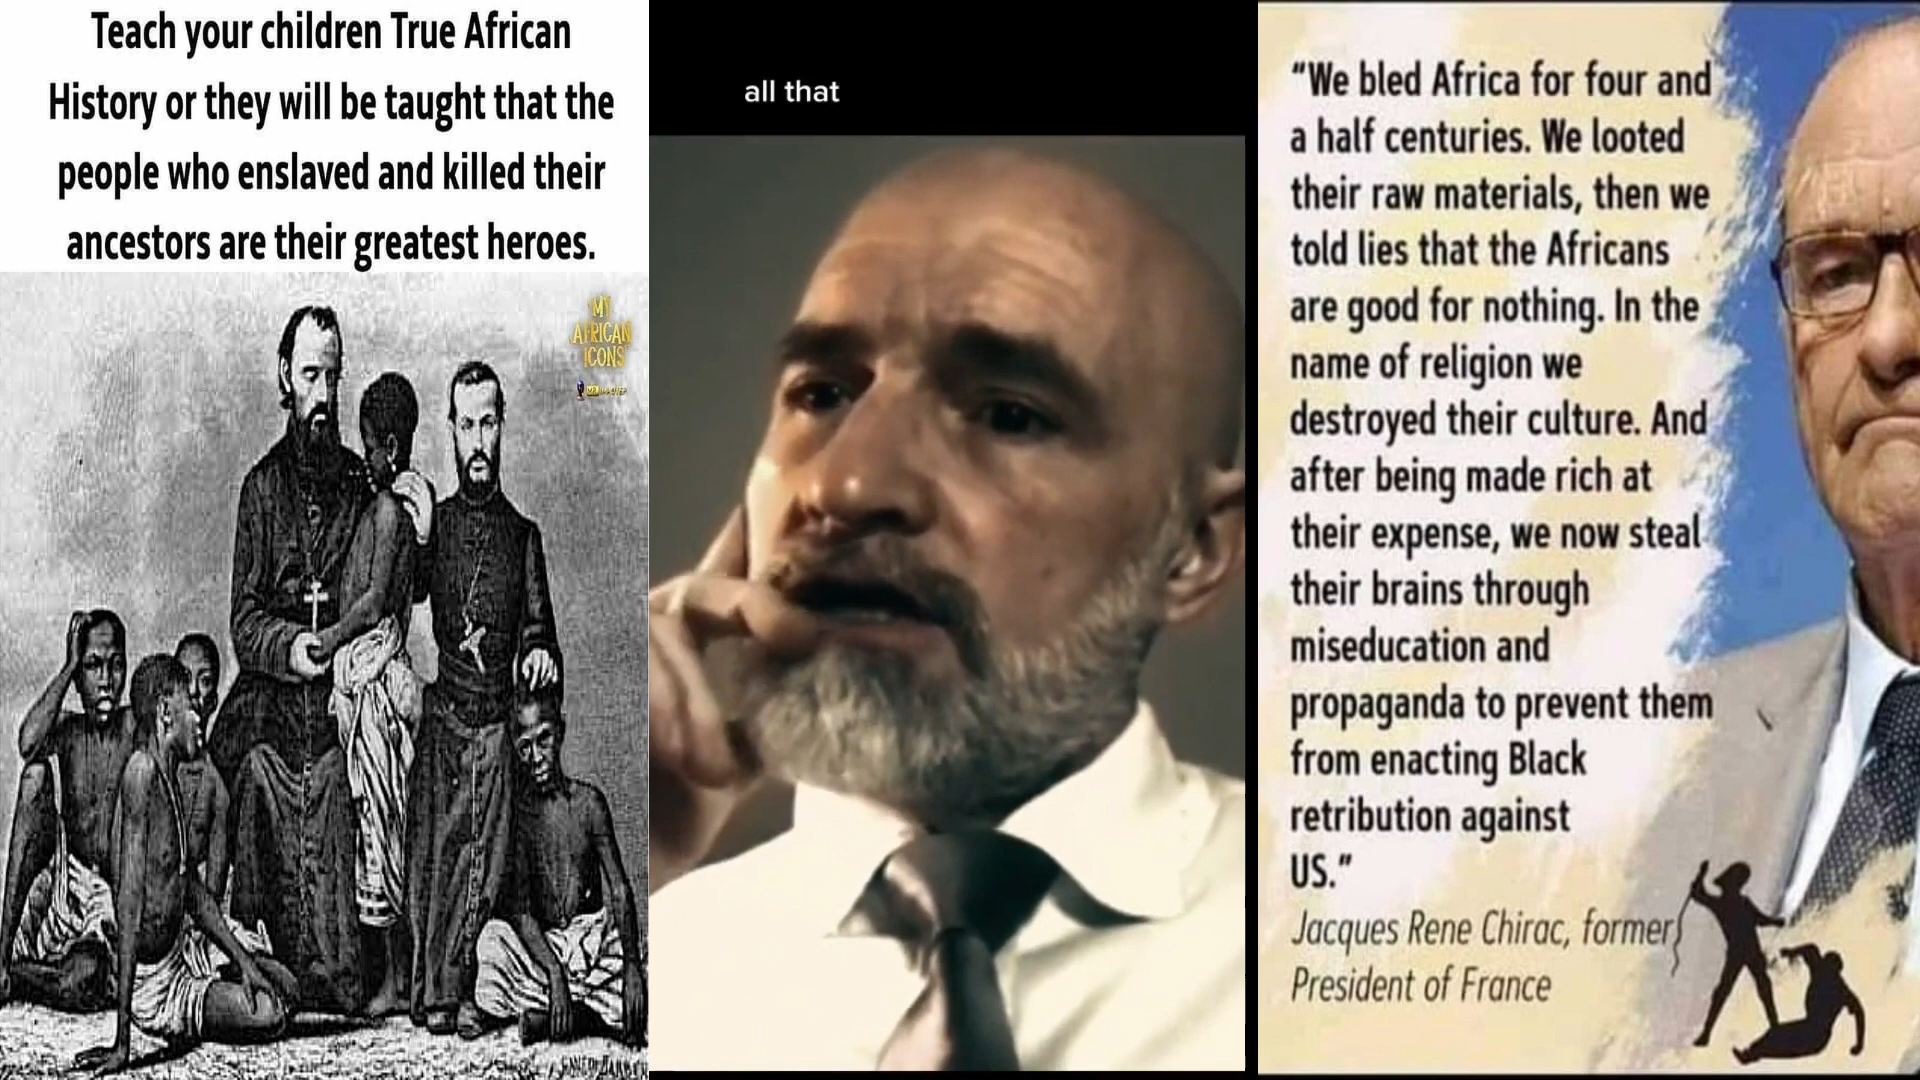 Teach your children True African
History or they will be taught that the
people who enslaved and killed their
ancestors are their greatest heroes.
MY
AFRICAN
ICONS
all that
“We bled Africa for four and
a half centuries. We looted
their raw materials, then we
told lies that the Africans
are good for nothing. In the
name of religion we
destroyed their culture. And
after being made rich at
their expense, we now steal
their brains through
miseducation and
propaganda to prevent them
from enacting Black
retribution against
US.”
Jacques Rene Chirac, former
President of France